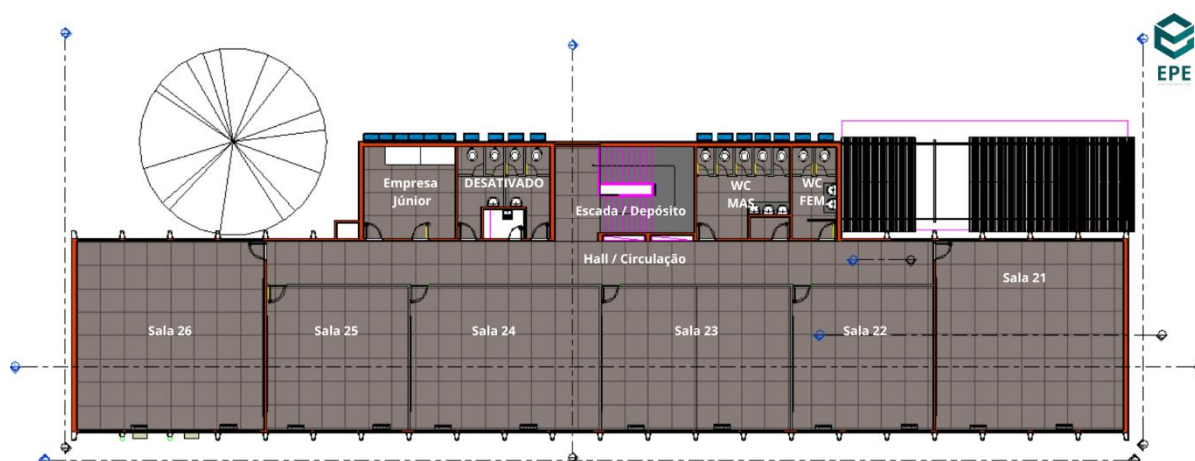 EPE
Empresa
Júnior
DESATIVADO
WC
MAS.
WC
FEM.
Escada / Depósito
Hall / Circulação
Sala 21
Sala 26
Sala 25
Sala 24
Sala 23
Sala 22